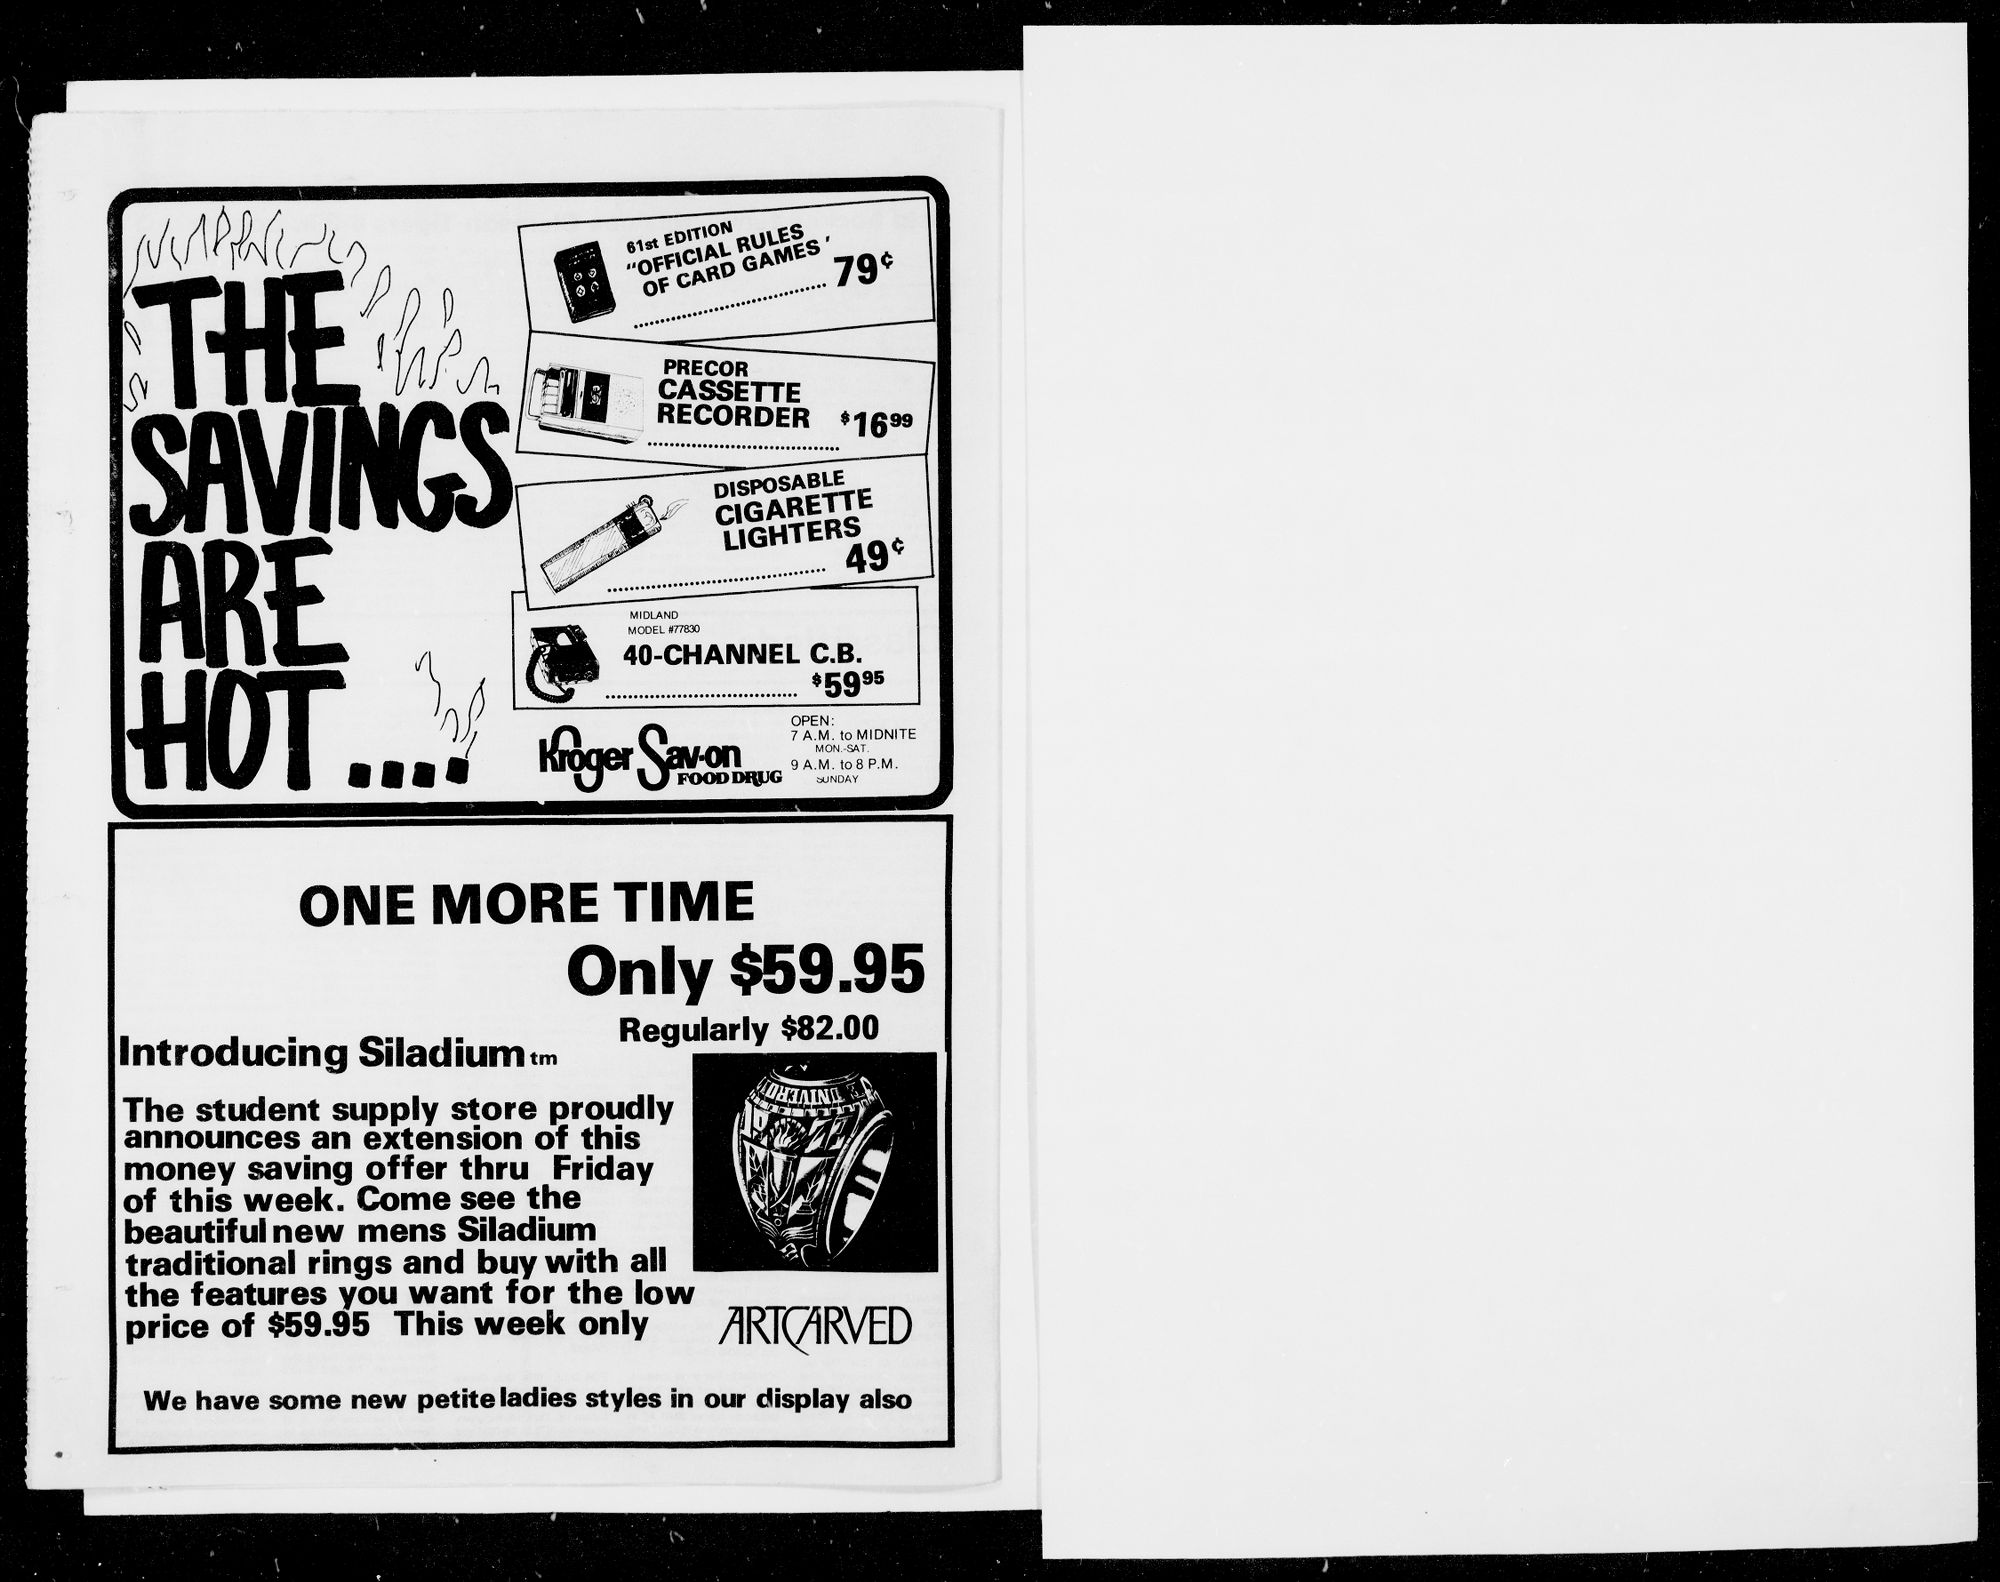 THE
SAVINGS
ARE
HOT....
61st EDITION
"OFFICIAL RULES
OF CARD GAMES'
79¢
PRECOR
CASSETTE
RECORDER $16.99
DISPOSABLE
CIGARETTE
LIGHTERS
49¢
MIDLAND
MODEL #77830
40-CHANNEL C.B.
$59.95
Kroger Sav-on
FOOD DRUG
OPEN:
7 A.M. to MIDNITE
MON.-SAT.
9 A.M. to 8 P.M.
SUNDAY
ONE MORE TIME
Only $59.95
Regularly $82.00
Introducing Siladium tm
The student supply store proudly
announces an extension of this
money saving offer thru Friday
of this week. Come see the
beautiful new mens Siladium
traditional rings and buy with all
the features you want for the low
price of $59.95 This week only
ARTCARVED
We have some new petite ladies styles in our display also